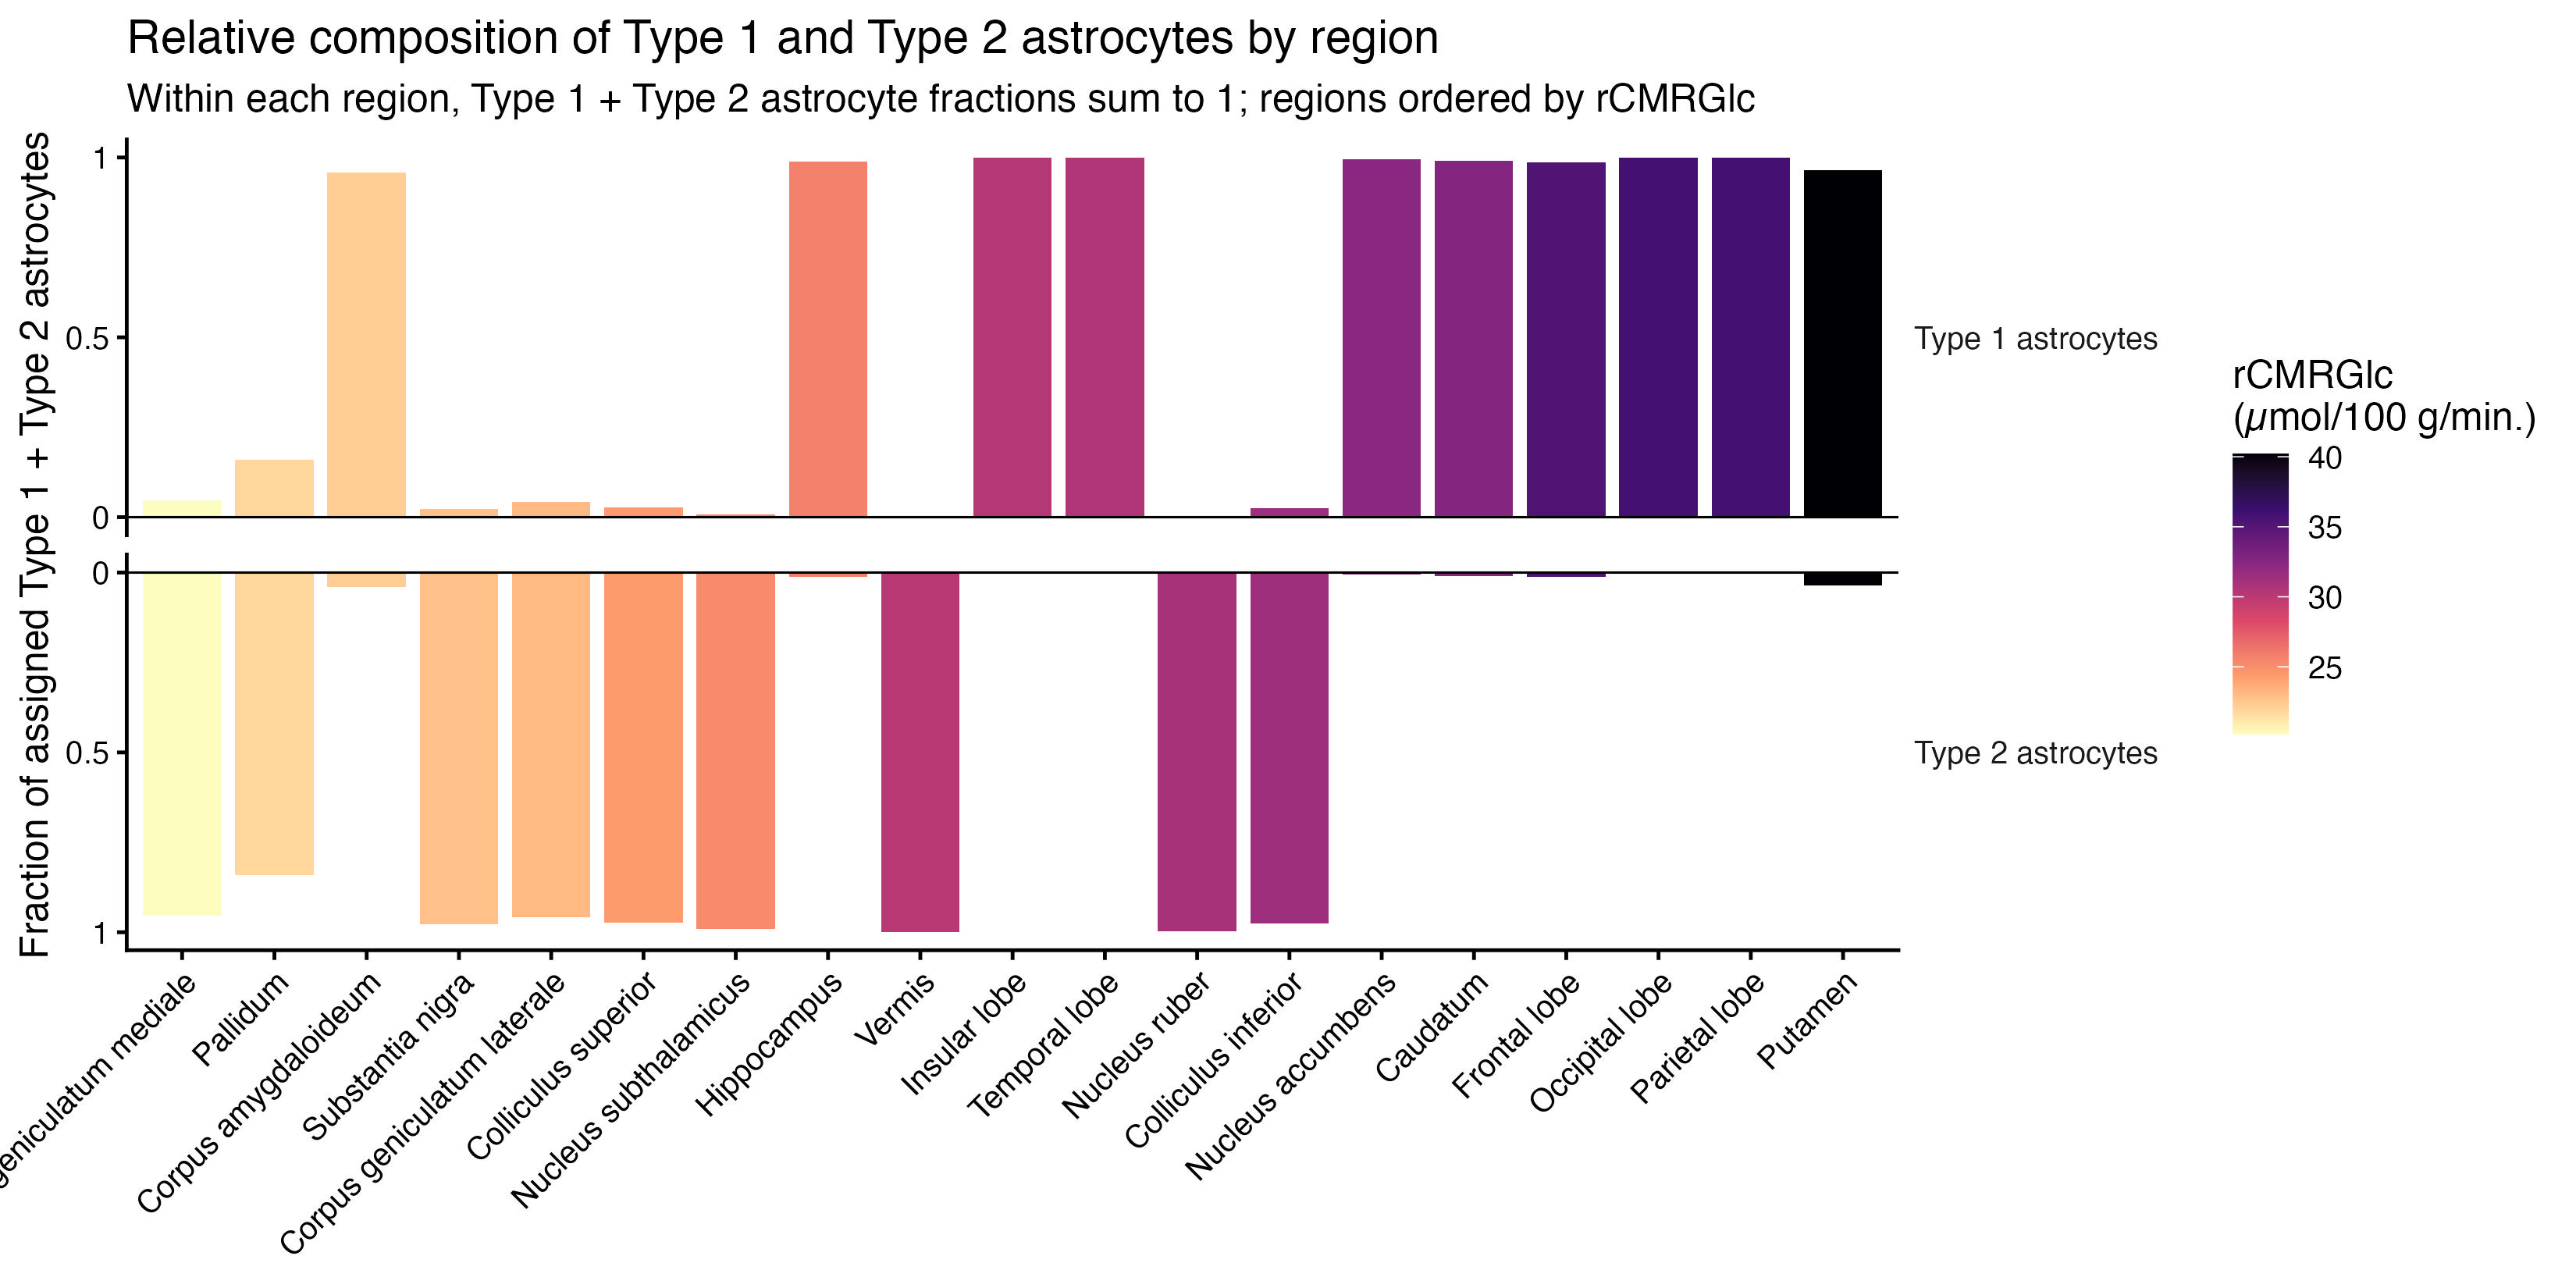 Relative composition of Type 1 and Type 2 astrocytes by region
Within each region, Type 1 + Type 2 astrocyte fractions sum to 1; regions ordered by rCMRGlc
Fraction of assigned Type 1 + Type 2 astrocytes
1
0.5
0
Type 1 astrocytes
0
0.5
1
Type 2 astrocytes
geniculatum mediale
Pallidum
Corpus amygdaloideum
Substantia nigra
Corpus geniculatum laterale
Colliculus superior
Nucleus subthalamicus
Hippocampus
Vermis
Insular lobe
Temporal lobe
Nucleus ruber
Colliculus inferior
Nucleus accumbens
Caudatum
Frontal lobe
Occipital lobe
Parietal lobe
Putamen
rCMRGlc
(µmol/100 g/min.)
40
35
30
25